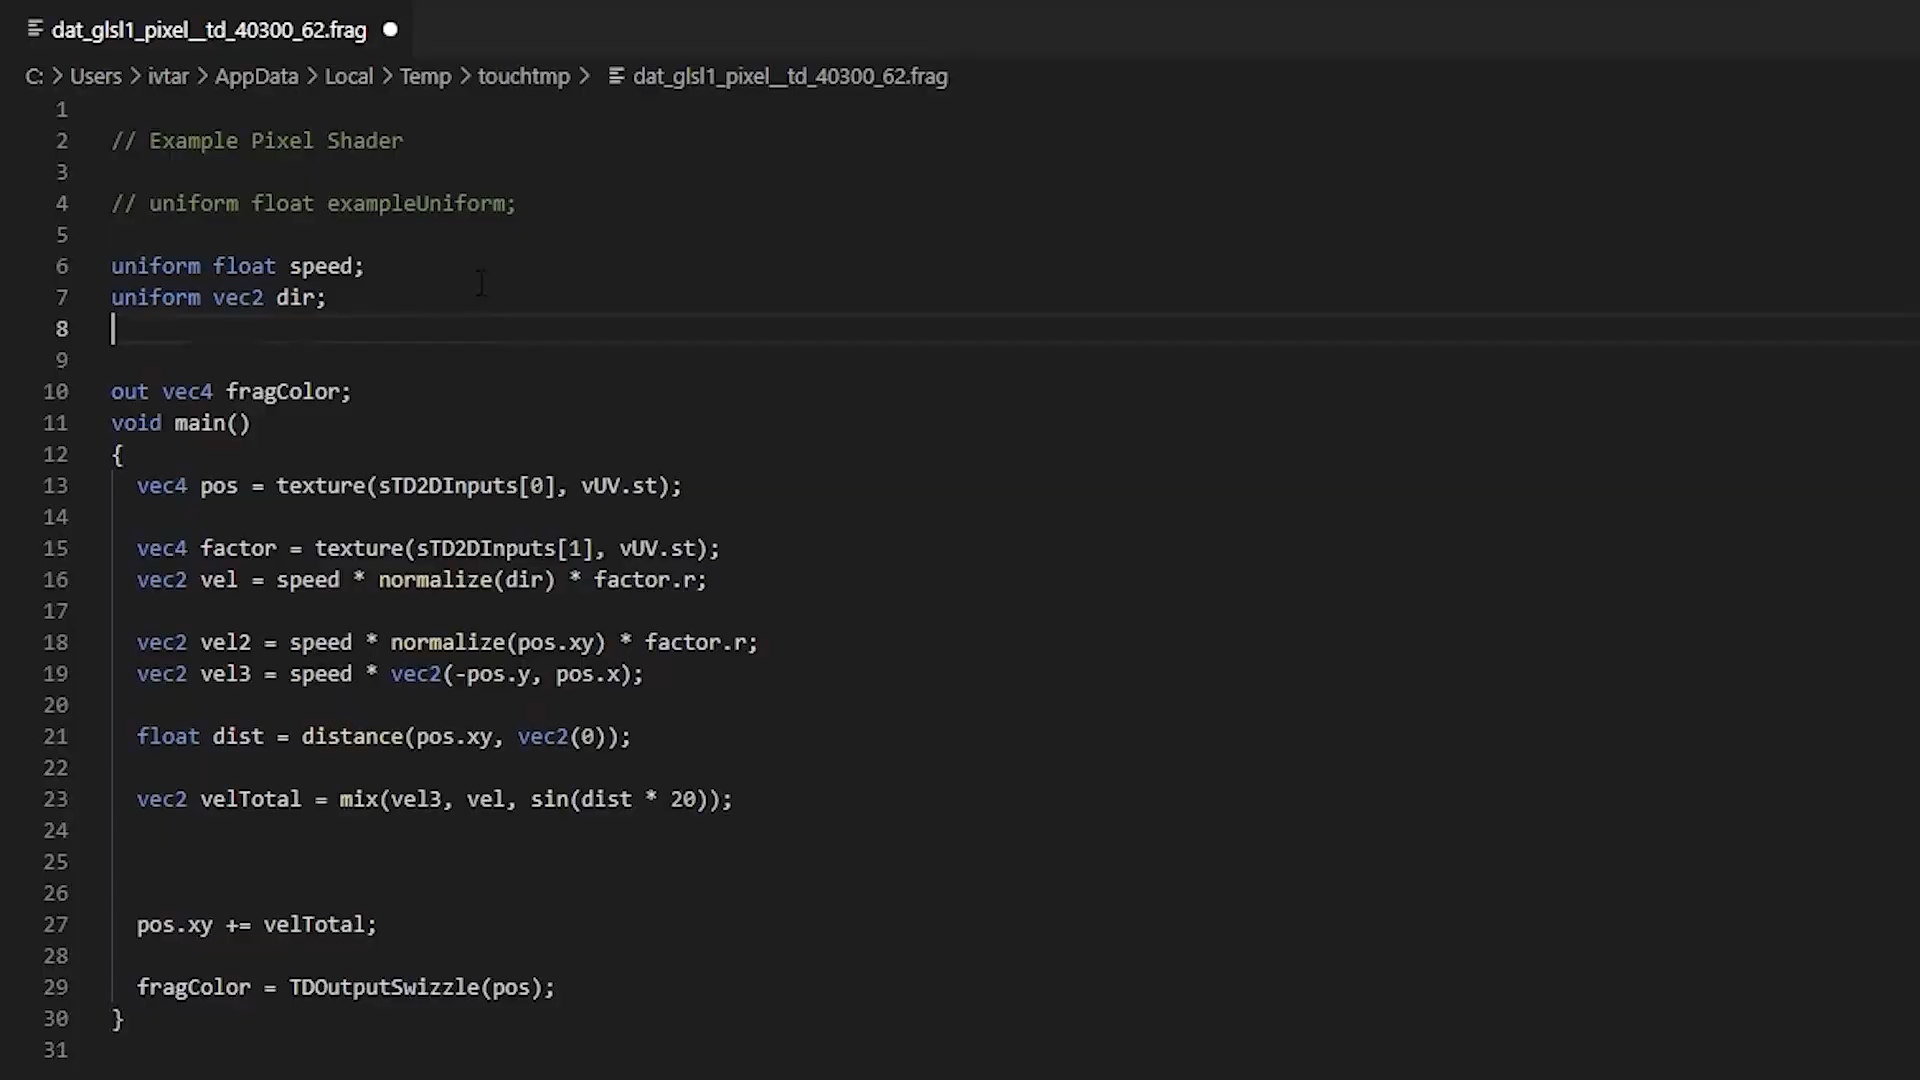 dat_glsl1_pixel__td_40300_62.frag
C: > Users > ivtar > AppData > Local > Temp > touchtmp > dat_glsl1_pixel__td_40300_62.frag
1
2 // Example Pixel Shader
3
4 // uniform float exampleUniform;
5
6 uniform float speed;
7 uniform vec2 dir;
8
9
10 out vec4 fragColor;
11 void main()
12 {
13 vec4 pos = texture(sTD2DInputs[0], vUV.st);
14
15 vec4 factor = texture(sTD2DInputs[1], vUV.st);
16 vec2 vel = speed * normalize(dir) * factor.r;
17
18 vec2 vel2 = speed * normalize(pos.xy) * factor.r;
19 vec2 vel3 = speed * vec2(-pos.y, pos.x);
20
21 float dist = distance(pos.xy, vec2(0));
22
23 vec2 velTotal = mix(vel3, vel, sin(dist * 20));
24
25
26
27 pos.xy += velTotal;
28
29 fragColor = TDOutputSwizzle(pos);
30 }
31